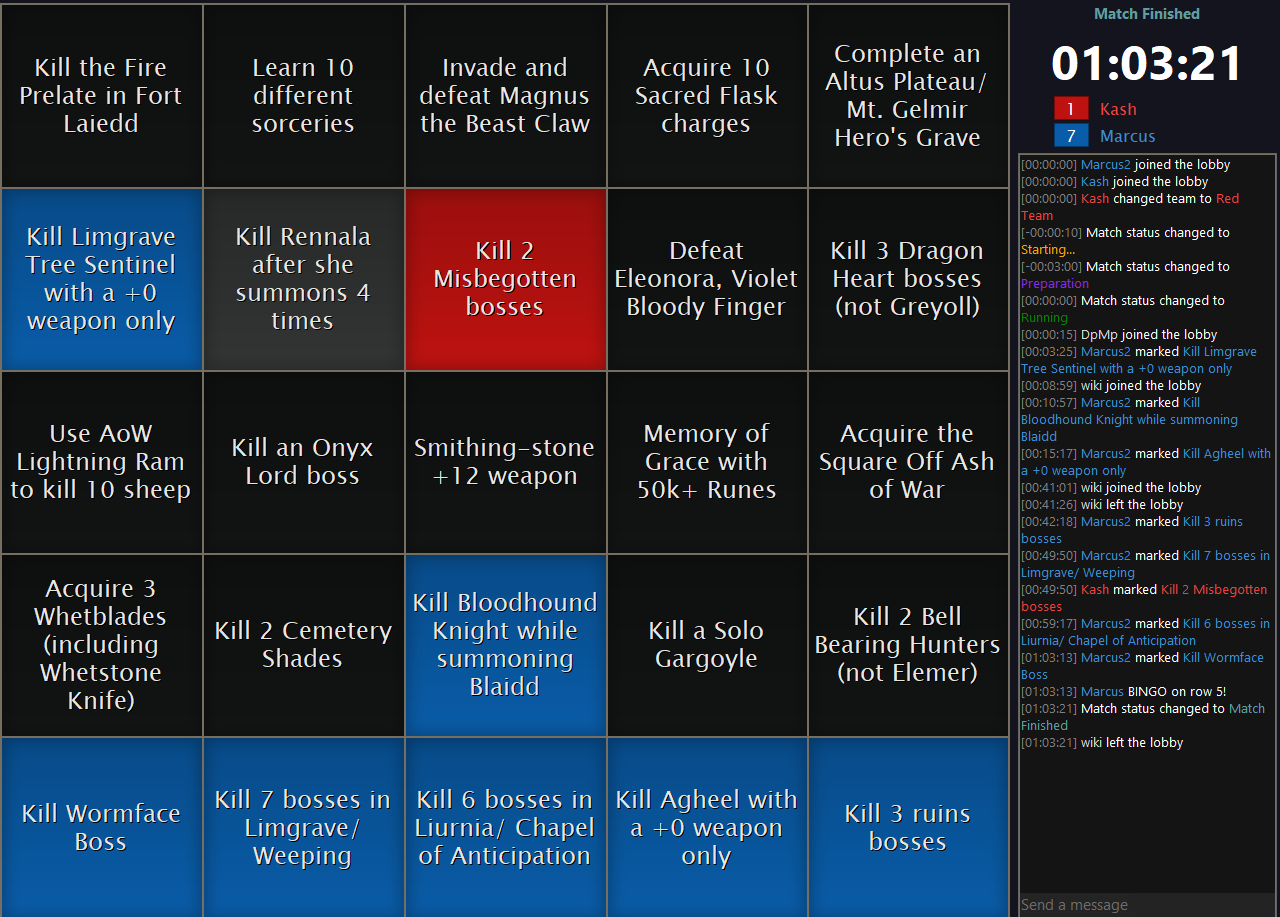 Kill the Fire
Prelate in Fort
Laiedd
Learn 10
different
sorceries
Invade and
defeat Magnus
the Beast Claw
Acquire 10
Sacred Flask
charges
Complete an
Altus Plateau/
Mt. Gelmir
Hero's Grave
Kill Limgrave
Tree Sentinel
with a +0
weapon only
Kill Rennala
after she
summons 4
times
Kill 2
Misbegotten
bosses
Defeat
Eleonora, Violet
Bloody Finger
Kill 3 Dragon
Heart bosses
(not Greyoll)
Use AoW
Lightning Ram
to kill 10 sheep
Kill an Onyx
Lord boss
Smithing-stone
+12 weapon
Memory of
Grace with
50k+ Runes
Acquire the
Square Off Ash
of War
Acquire 3
Whetblades
(including
Whetstone
Knife)
Kill 2 Cemetery
Shades
Kill Bloodhound
Knight while
summoning
Blaidd
Kill a Solo
Gargoyle
Kill 2 Bell
Bearing Hunters
(not Elemer)
Kill Wormface
Boss
Kill 7 bosses in
Limgrave/
Weeping
Kill 6 bosses in
Liurnia/ Chapel
of Anticipation
Kill Agheel with
a +0 weapon
only
Kill 3 ruins
bosses
Match Finished
01:03:21
1 Kash
7 Marcus
[00:00:00] Marcus2 joined the lobby
[00:00:00] Kash joined the lobby
[00:00:00] Kash changed team to Red
Team
[-00:00:10] Match status changed to
Starting...
[-00:03:00] Match status changed to
Preparation
[00:00:00] Match status changed to
Running
[00:00:15] DpMp joined the lobby
[00:03:25] Marcus2 marked Kill Limgrave
Tree Sentinel with a +0 weapon only
[00:08:59] wiki joined the lobby
[00:10:57] Marcus2 marked Kill
Bloodhound Knight while summoning
Blaidd
[00:15:17] Marcus2 marked Kill Agheel with
a +0 weapon only
[00:41:01] wiki joined the lobby
[00:41:26] wiki left the lobby
[00:42:18] Marcus2 marked Kill 3 ruins
bosses
[00:49:50] Marcus2 marked Kill 7 bosses in
Limgrave/ Weeping
[00:49:50] Kash marked Kill 2 Misbegotten
bosses
[00:59:17] Marcus2 marked Kill 6 bosses in
Liurnia/ Chapel of Anticipation
[01:03:13] Marcus2 marked Kill Wormface
Boss
[01:03:13] Marcus BINGO on row 5!
[01:03:21] Match status changed to Match
Finished
[01:03:21] wiki left the lobby
Send a message